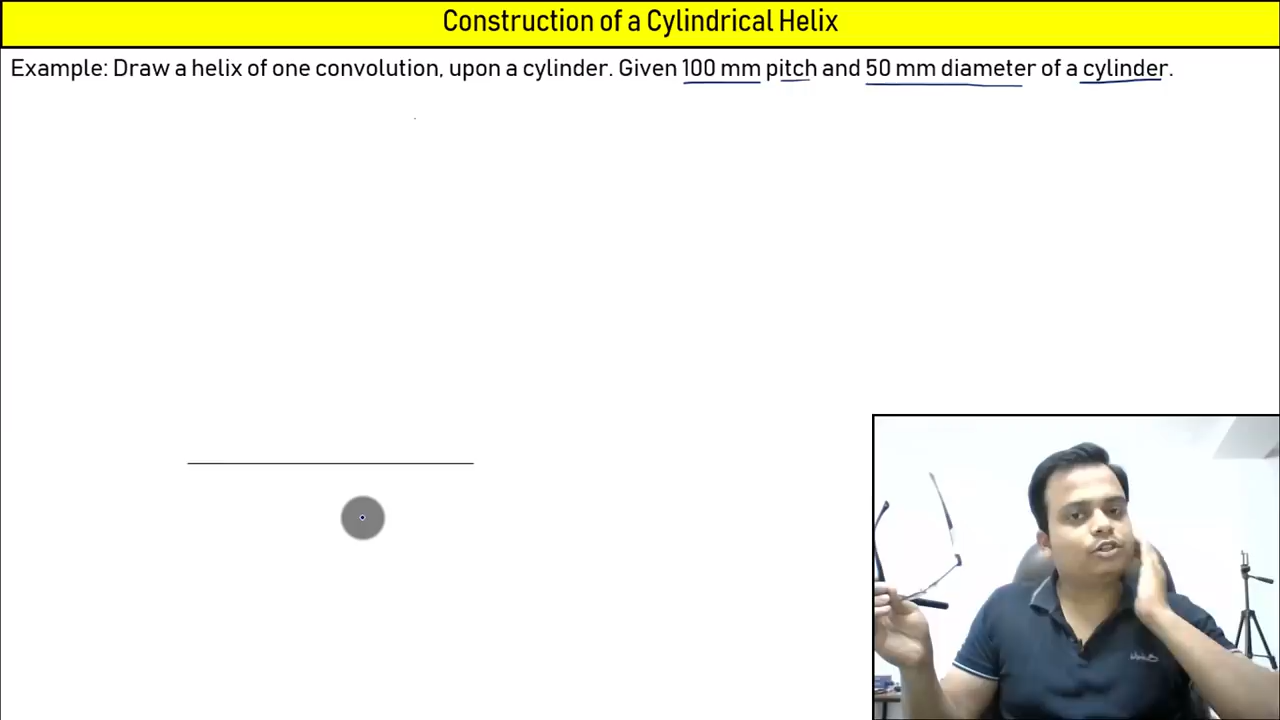 Construction of a Cylindrical Helix
Example: Draw a helix of one convolution, upon a cylinder. Given 100 mm pitch and 50 mm diameter of a cylinder.